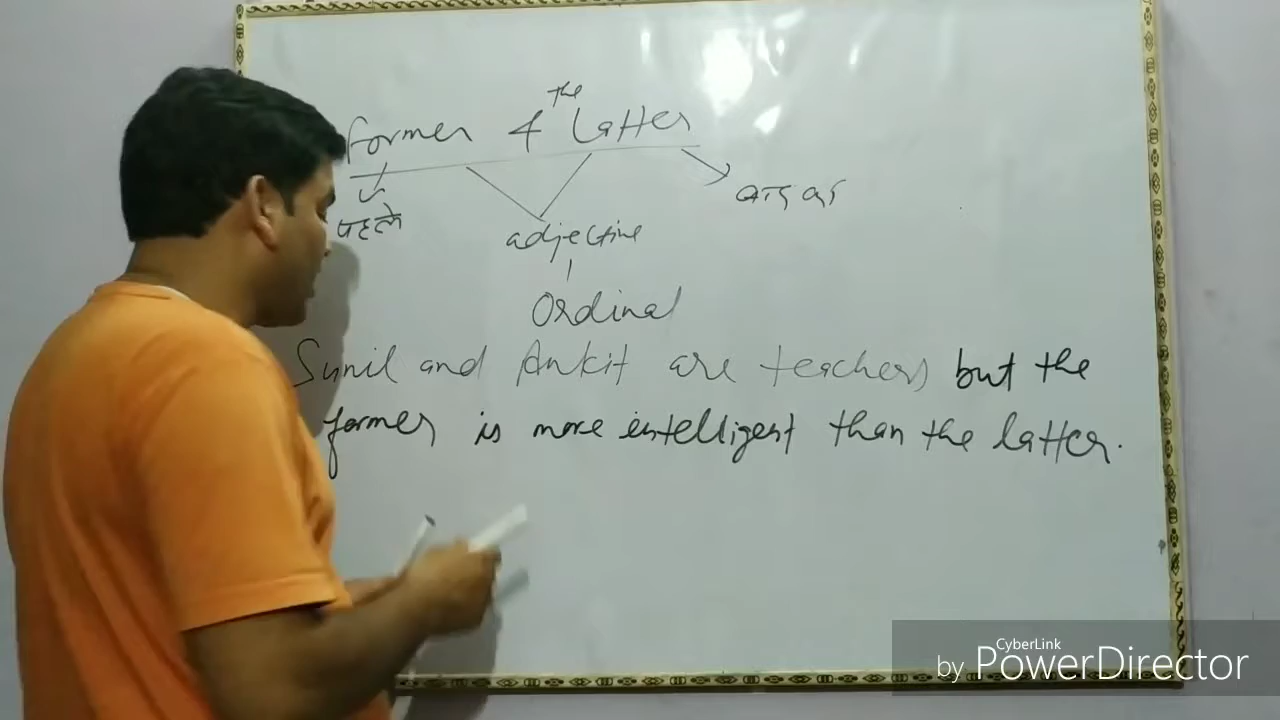 the
former & latter
पहले
बाद का
adjective
Ordinal
Sunil and Ankit are teachers but the
former is more intelligent than the latter.
CyberLink
by PowerDirector